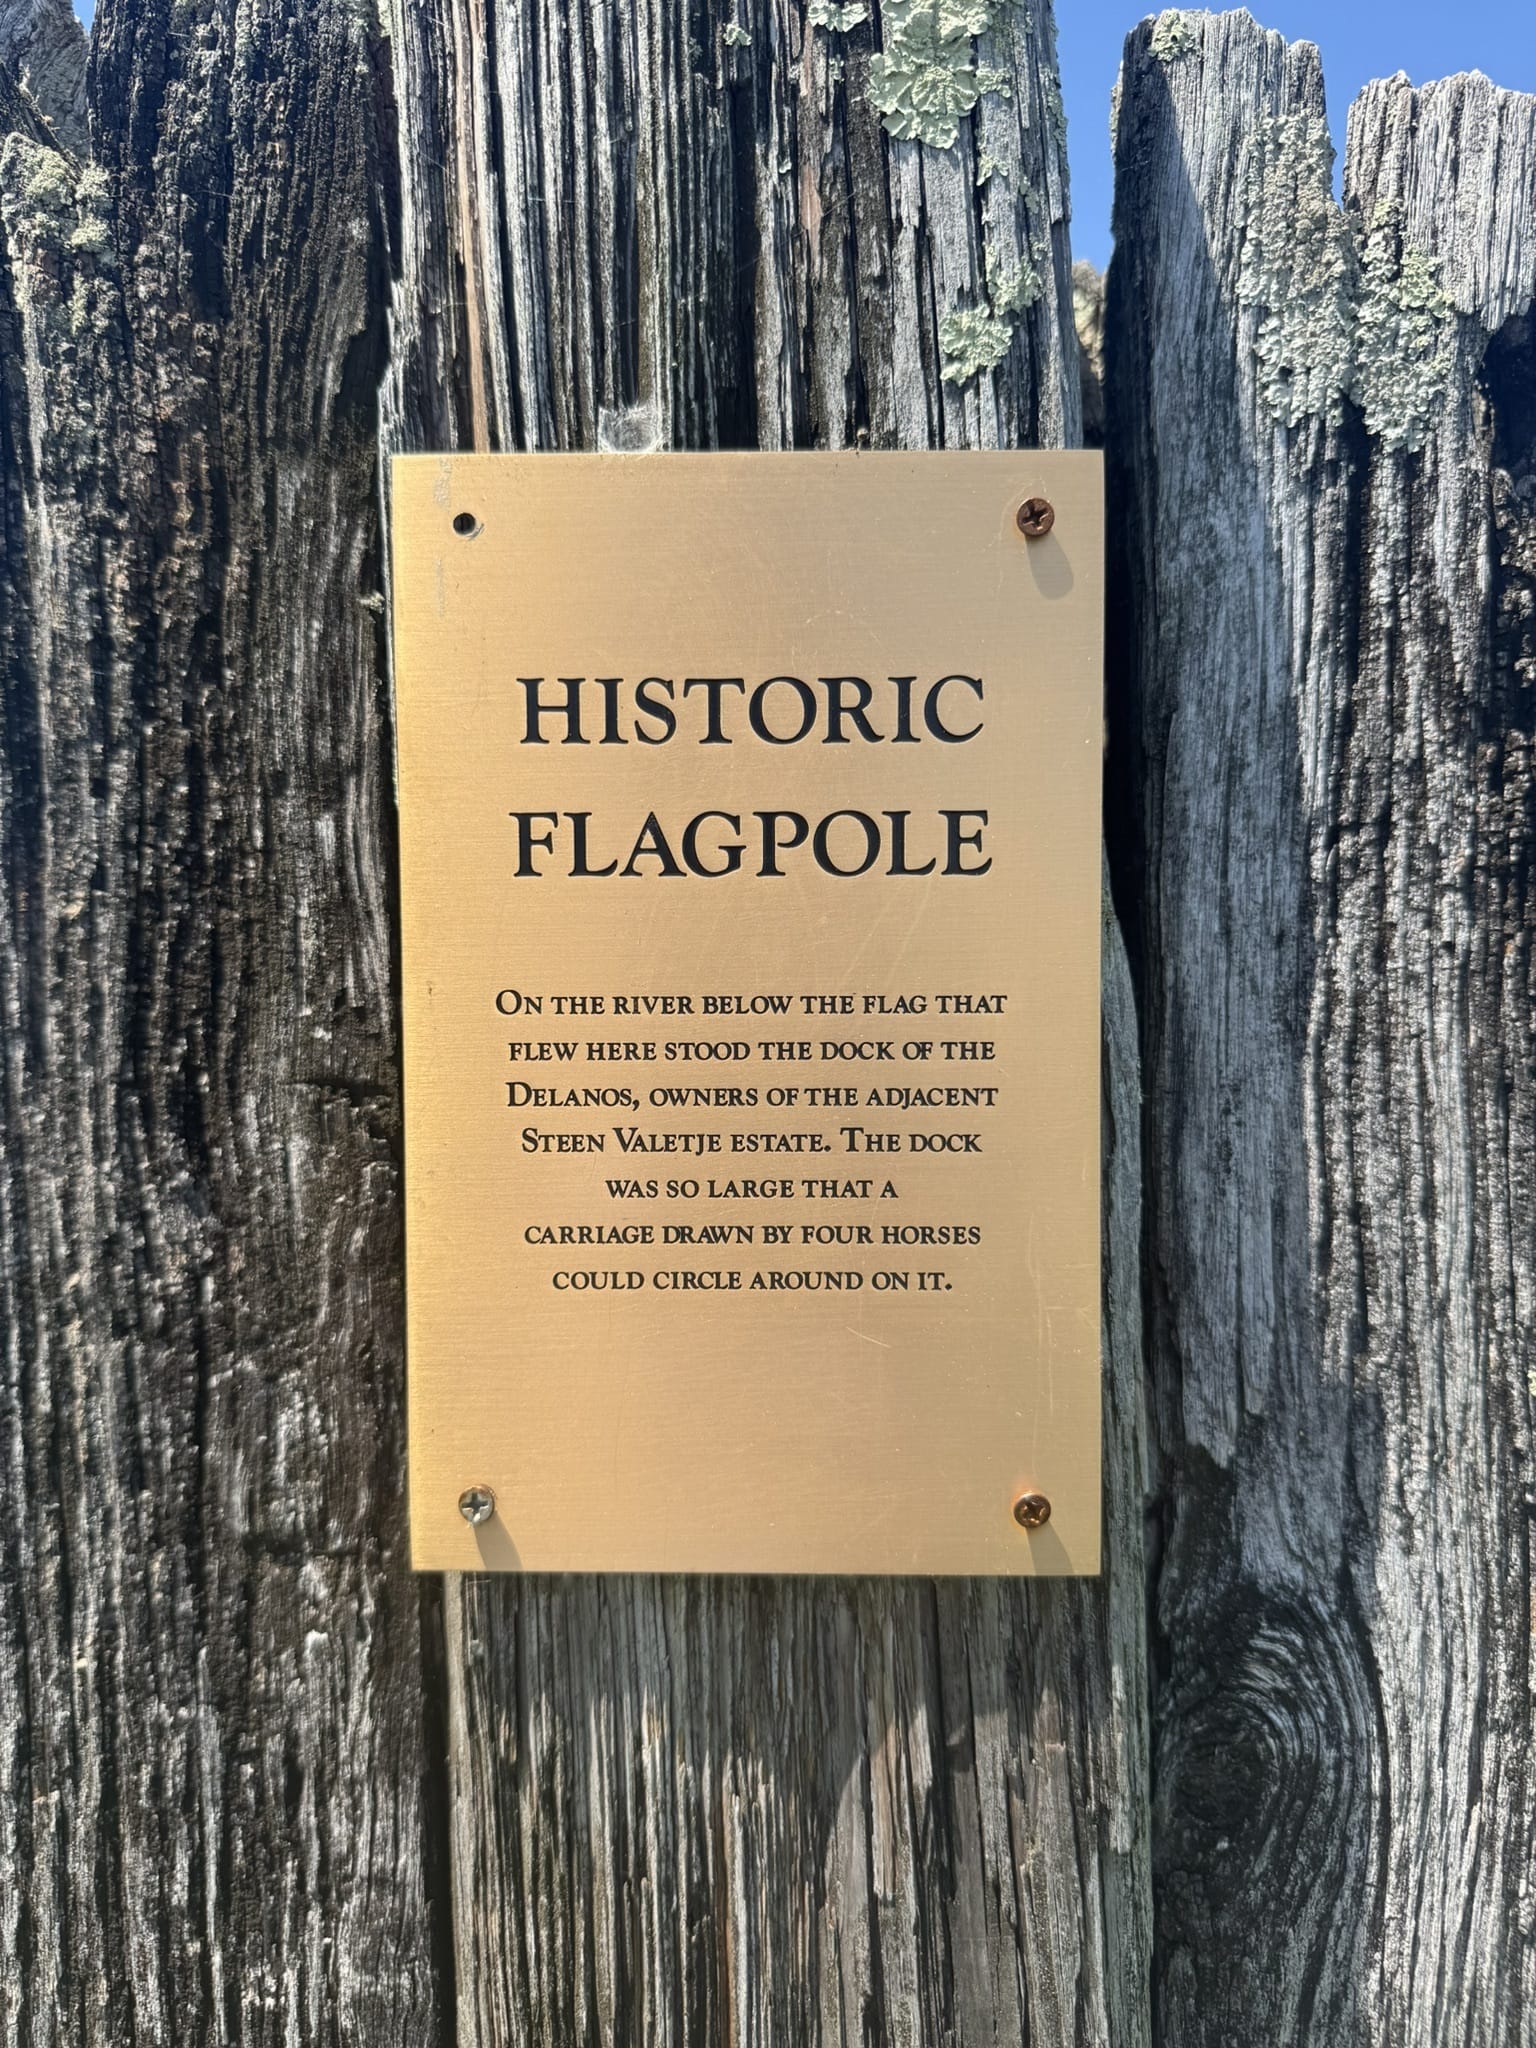 HISTORIC
FLAGPOLE
ON THE RIVER BELOW THE FLAG THAT
FLEW HERE STOOD THE DOCK OF THE
DELANOS, OWNERS OF THE ADJACENT
STEEN VALETJE ESTATE. THE DOCK
WAS SO LARGE THAT A
CARRIAGE DRAWN BY FOUR HORSES
COULD CIRCLE AROUND ON IT.